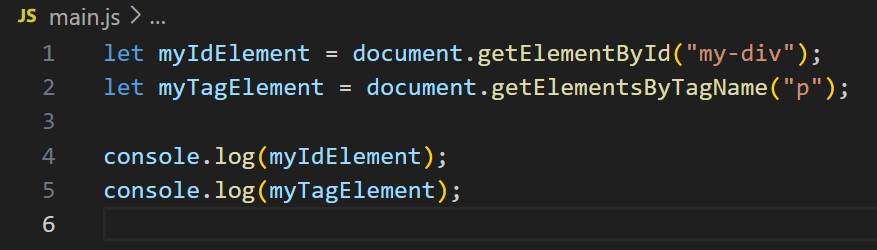 JS main.js > ...
1 let myIdElement = document.getElementById("my-div");
2 let myTagElement = document.getElementsByTagName("p");
3
4 console.log(myIdElement);
5 console.log(myTagElement);
6